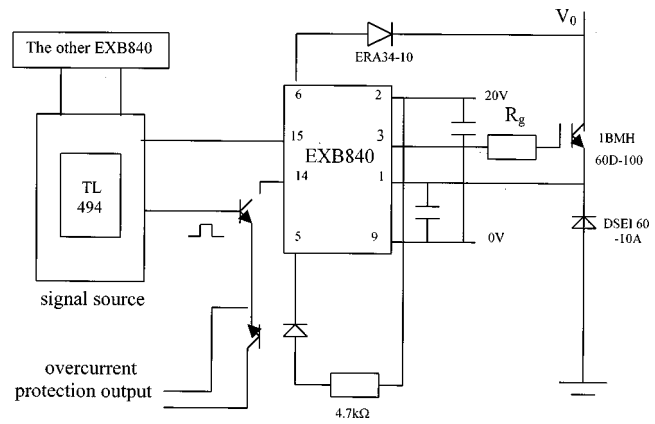 V0
The other EXB840
ERA34-10
6
2
20V
Rg
15
3
1BMH
60D-100
EXB840
TL
494
14
1
DSEI 60
-10A
5
9
0V
signal source
overcurrent
protection output
4.7kΩ